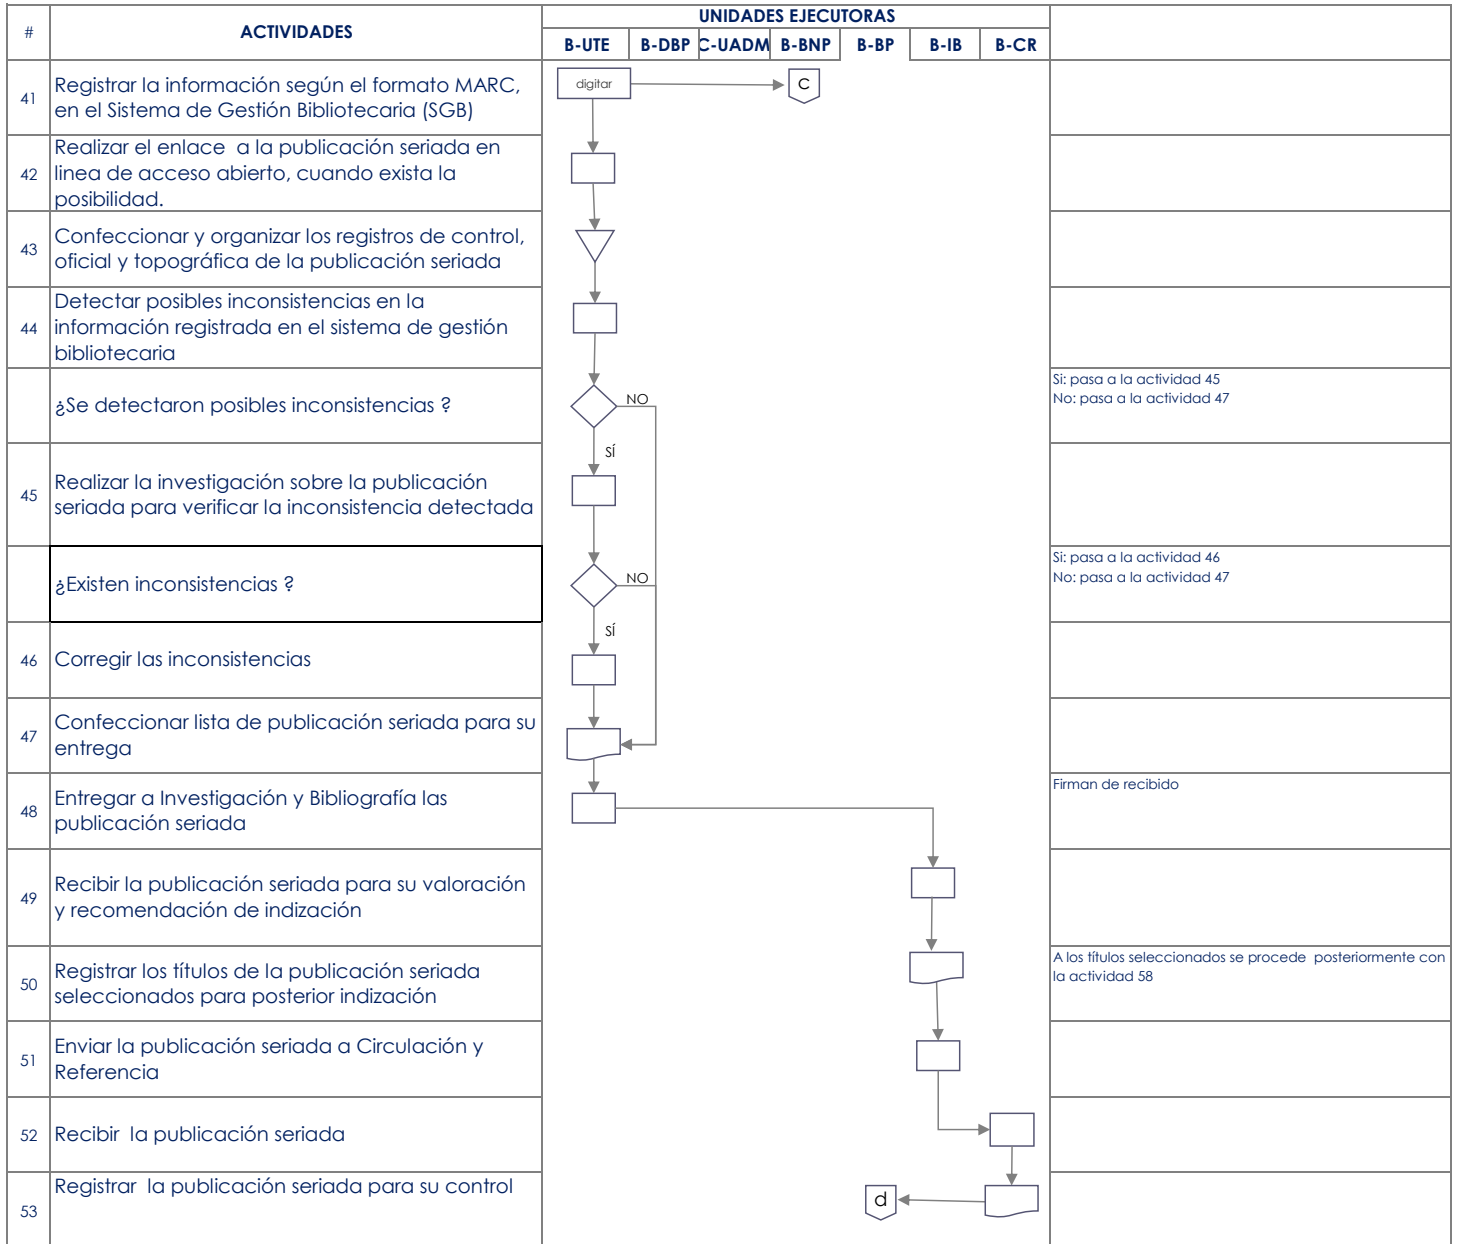 UNIDADES EJECUTORAS
# ACTIVIDADES
B-UTE B-DBP C-UADM B-BNP B-BP B-IB B-CR
41 Registrar la información según el formato MARC,
en el Sistema de Gestión Bibliotecaria (SGB)
digitar
C
42 Realizar el enlace a la publicación seriada en
linea de acceso abierto, cuando exista la
posibilidad.
43 Confeccionar y organizar los registros de control,
oficial y topográfica de la publicación seriada
44 Detectar posibles inconsistencias en la
información registrada en el sistema de gestión
bibliotecaria
¿Se detectaron posibles inconsistencias ?
NO
SÍ
Si: pasa a la actividad 45
No: pasa a la actividad 47
45 Realizar la investigación sobre la publicación
seriada para verificar la inconsistencia detectada
¿Existen inconsistencias ?
NO
SÍ
Si: pasa a la actividad 46
No: pasa a la actividad 47
46 Corregir las inconsistencias
47 Confeccionar lista de publicación seriada para su
entrega
48 Entregar a Investigación y Bibliografía las
publicación seriada
Firman de recibido
49 Recibir la publicación seriada para su valoración
y recomendación de indización
50 Registrar los títulos de la publicación seriada
seleccionados para posterior indización
A los títulos seleccionados se procede posteriormente con
la actividad 58
51 Enviar la publicación seriada a Circulación y
Referencia
52 Recibir la publicación seriada
53 Registrar la publicación seriada para su control
d